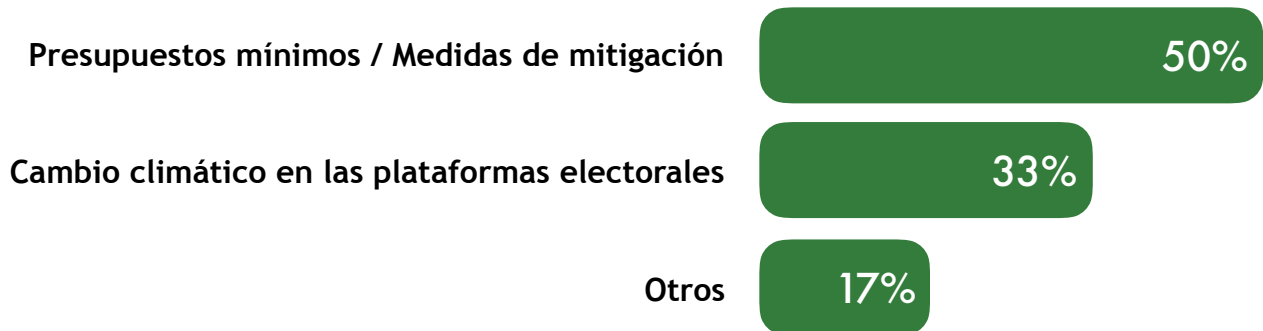 Presupuestos mínimos / Medidas de mitigación 50%
Cambio climático en las plataformas electorales 33%
Otros 17%